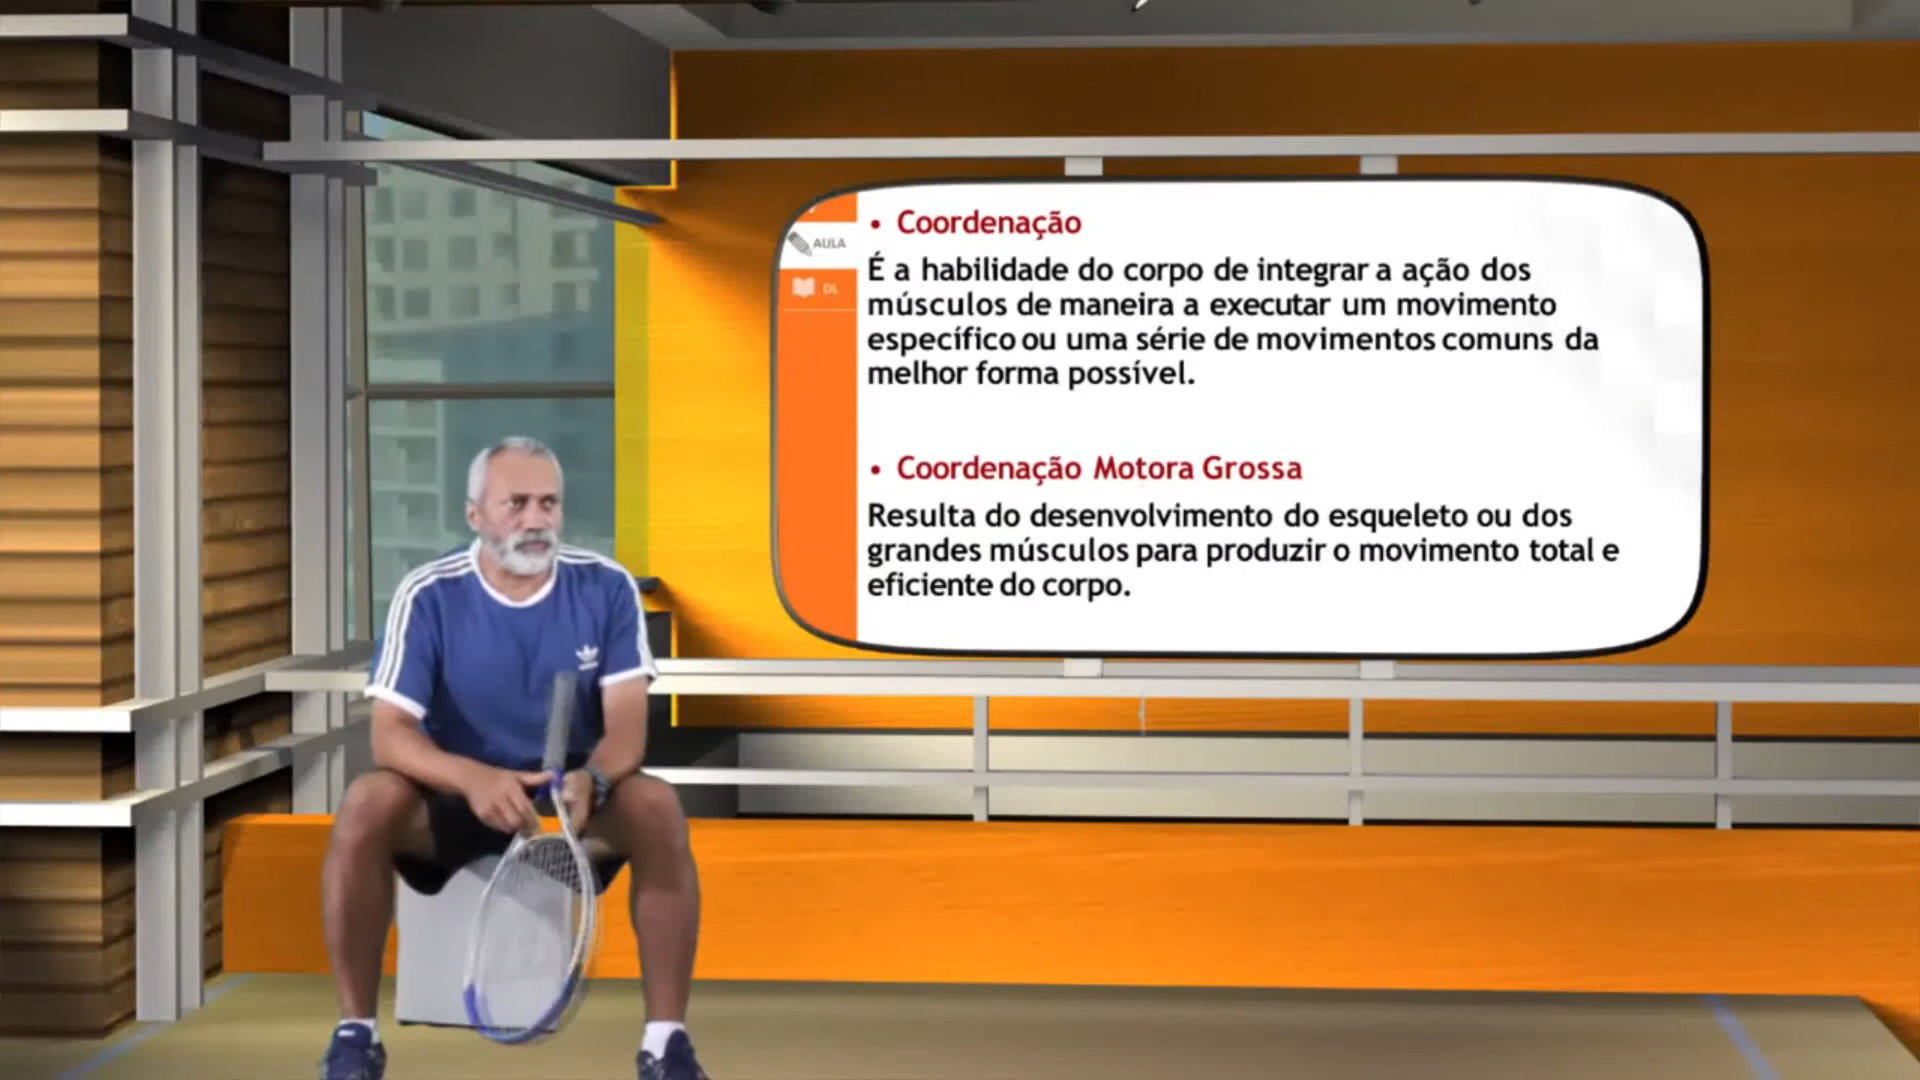 • Coordenação
AULA
É a habilidade do corpo de integrar a ação dos
DL
músculos de maneira a executar um movimento
específico ou uma série de movimentos comuns da
melhor forma possível.
• Coordenação Motora Grossa
Resulta do desenvolvimento do esqueleto ou dos
grandes músculos para produzir o movimento total e
eficiente do corpo.